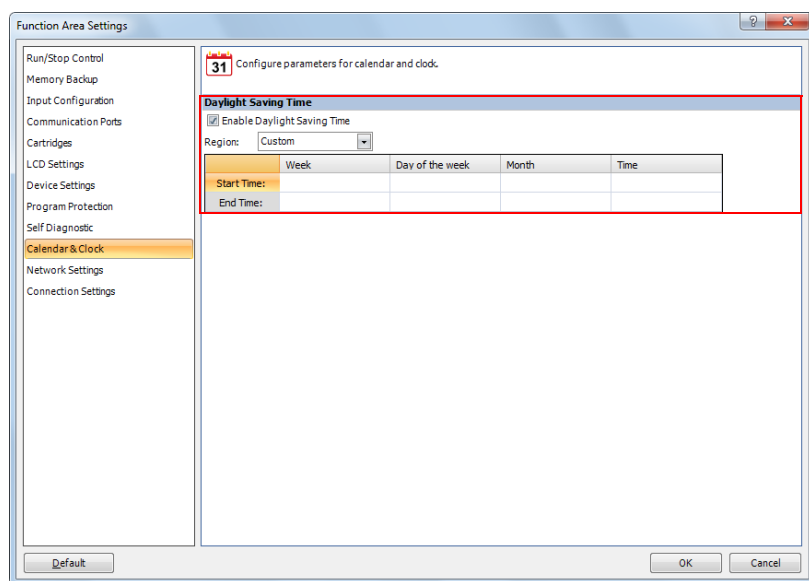 Function Area Settings
Run/Stop Control
Memory Backup
Input Configuration
Communication Ports
Cartridges
LCD Settings
Device Settings
Program Protection
Self Diagnostic
Calendar & Clock
Network Settings
Connection Settings
31 Configure parameters for calendar and clock.
Daylight Saving Time
Enable Daylight Saving Time
Region: Custom
Week Day of the week Month Time
Start Time:
End Time:
Default OK Cancel